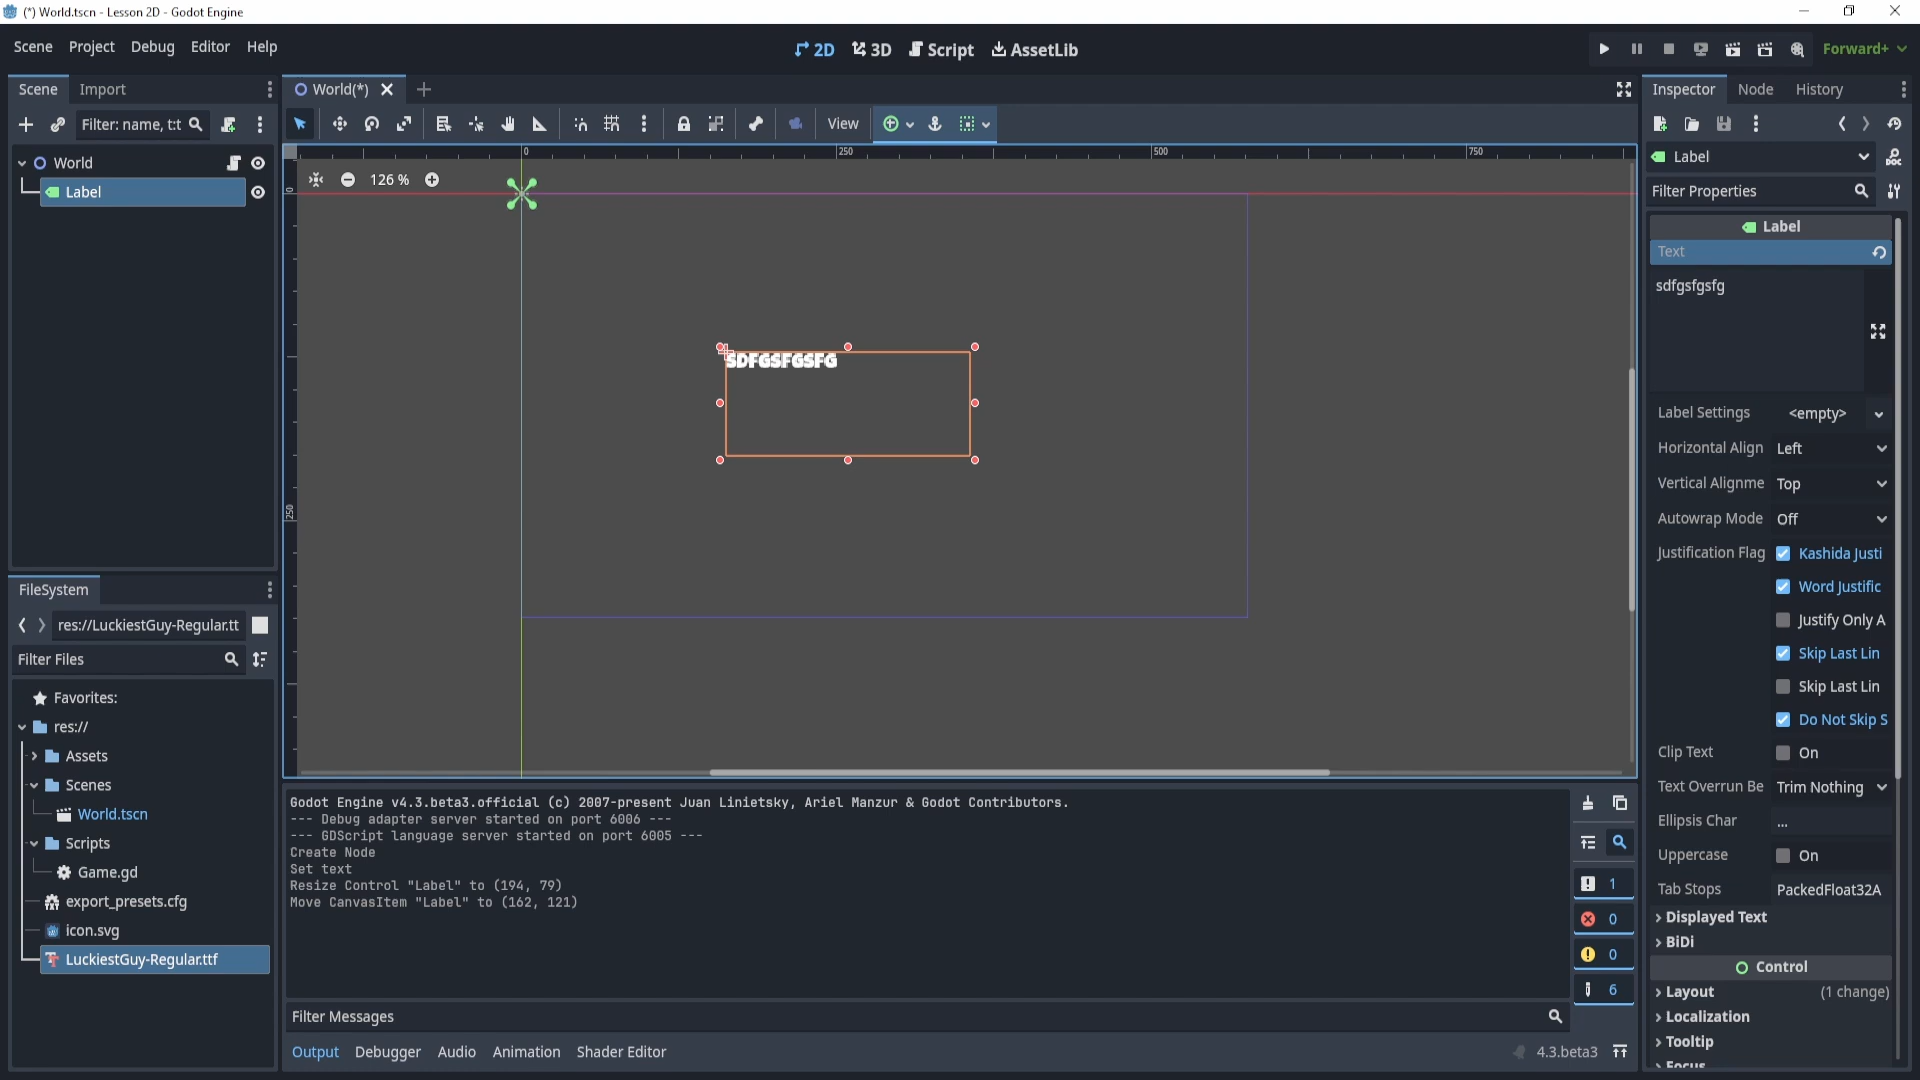 (*) World.tscn - Lesson 2D - Godot Engine
Scene Project Debug Editor Help
2D 3D Script AssetLib
Forward+
Scene Import
Filter: name, t:t
World
Label
World(*)
View
0 250 500 750
126 %
0
250
SDFGSFGSFG
FileSystem
res://LuckiestGuy-Regular.tt
Filter Files
Favorites:
res://
Assets
Scenes
World.tscn
Scripts
Game.gd
export_presets.cfg
icon.svg
LuckiestGuy-Regular.ttf
Godot Engine v4.3.beta3.official (c) 2007-present Juan Linietsky, Ariel Manzur & Godot Contributors.
--- Debug adapter server started on port 6006 ---
--- GDScript language server started on port 6005 ---
Create Node
Set text
Resize Control "Label" to (194, 79)
Move CanvasItem "Label" to (162, 121)
1
0
0
6
Filter Messages
Output Debugger Audio Animation Shader Editor
4.3.beta3
Inspector Node History
Label
Filter Properties
Label
Text
sdfgsfgsfg
Label Settings <empty>
Horizontal Align Left
Vertical Alignme Top
Autowrap Mode Off
Justification Flag Kashida Justi
Word Justific
Justify Only A
Skip Last Lin
Skip Last Lin
Do Not Skip S
Clip Text On
Text Overrun Be Trim Nothing
Ellipsis Char ...
Uppercase On
Tab Stops PackedFloat32A
Displayed Text
BiDi
Control
Layout (1 change)
Localization
Tooltip
Focus